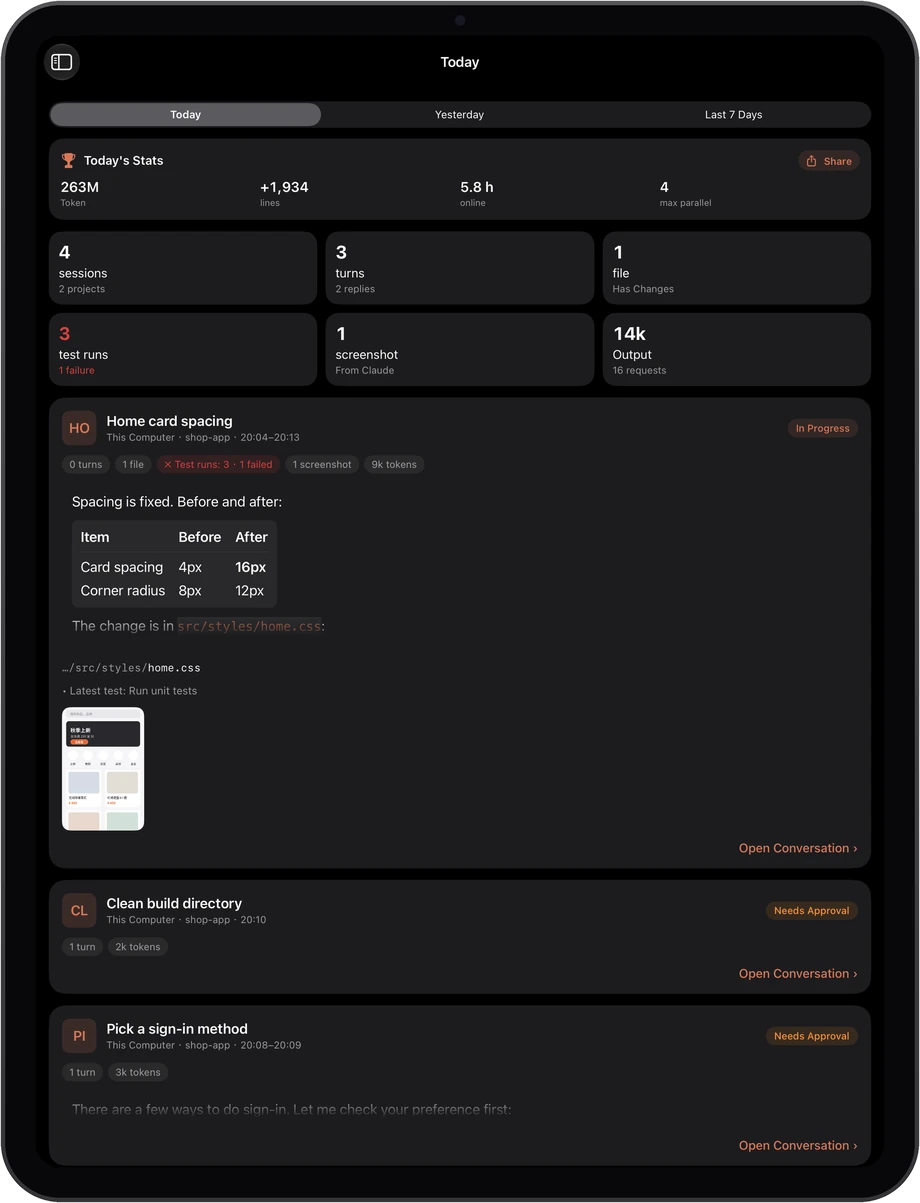 Today
Today
Yesterday
Last 7 Days
Today's Stats
Share
263M
+1,934
5.8 h
4
Token
lines
online
max parallel
4
sessions
2 projects
3
turns
2 replies
1
file
Has Changes
3
test runs
1 failure
1
screenshot
From Claude
14k
Output
16 requests
HO
Home card spacing
This Computer · shop-app · 20:04–20:13
In Progress
0 turns
1 file
× Test runs: 3 · 1 failed
1 screenshot
9k tokens
Spacing is fixed. Before and after:
Item Before After
Card spacing 4px 16px
Corner radius 8px 12px
The change is in src/styles/home.css:
…/src/styles/home.css
• Latest test: Run unit tests
秋季上新
Open Conversation ›
CL
Clean build directory
This Computer · shop-app · 20:10
Needs Approval
1 turn
2k tokens
Open Conversation ›
PI
Pick a sign-in method
This Computer · shop-app · 20:08–20:09
Needs Approval
1 turn
3k tokens
There are a few ways to do sign-in. Let me check your preference first:
Open Conversation ›